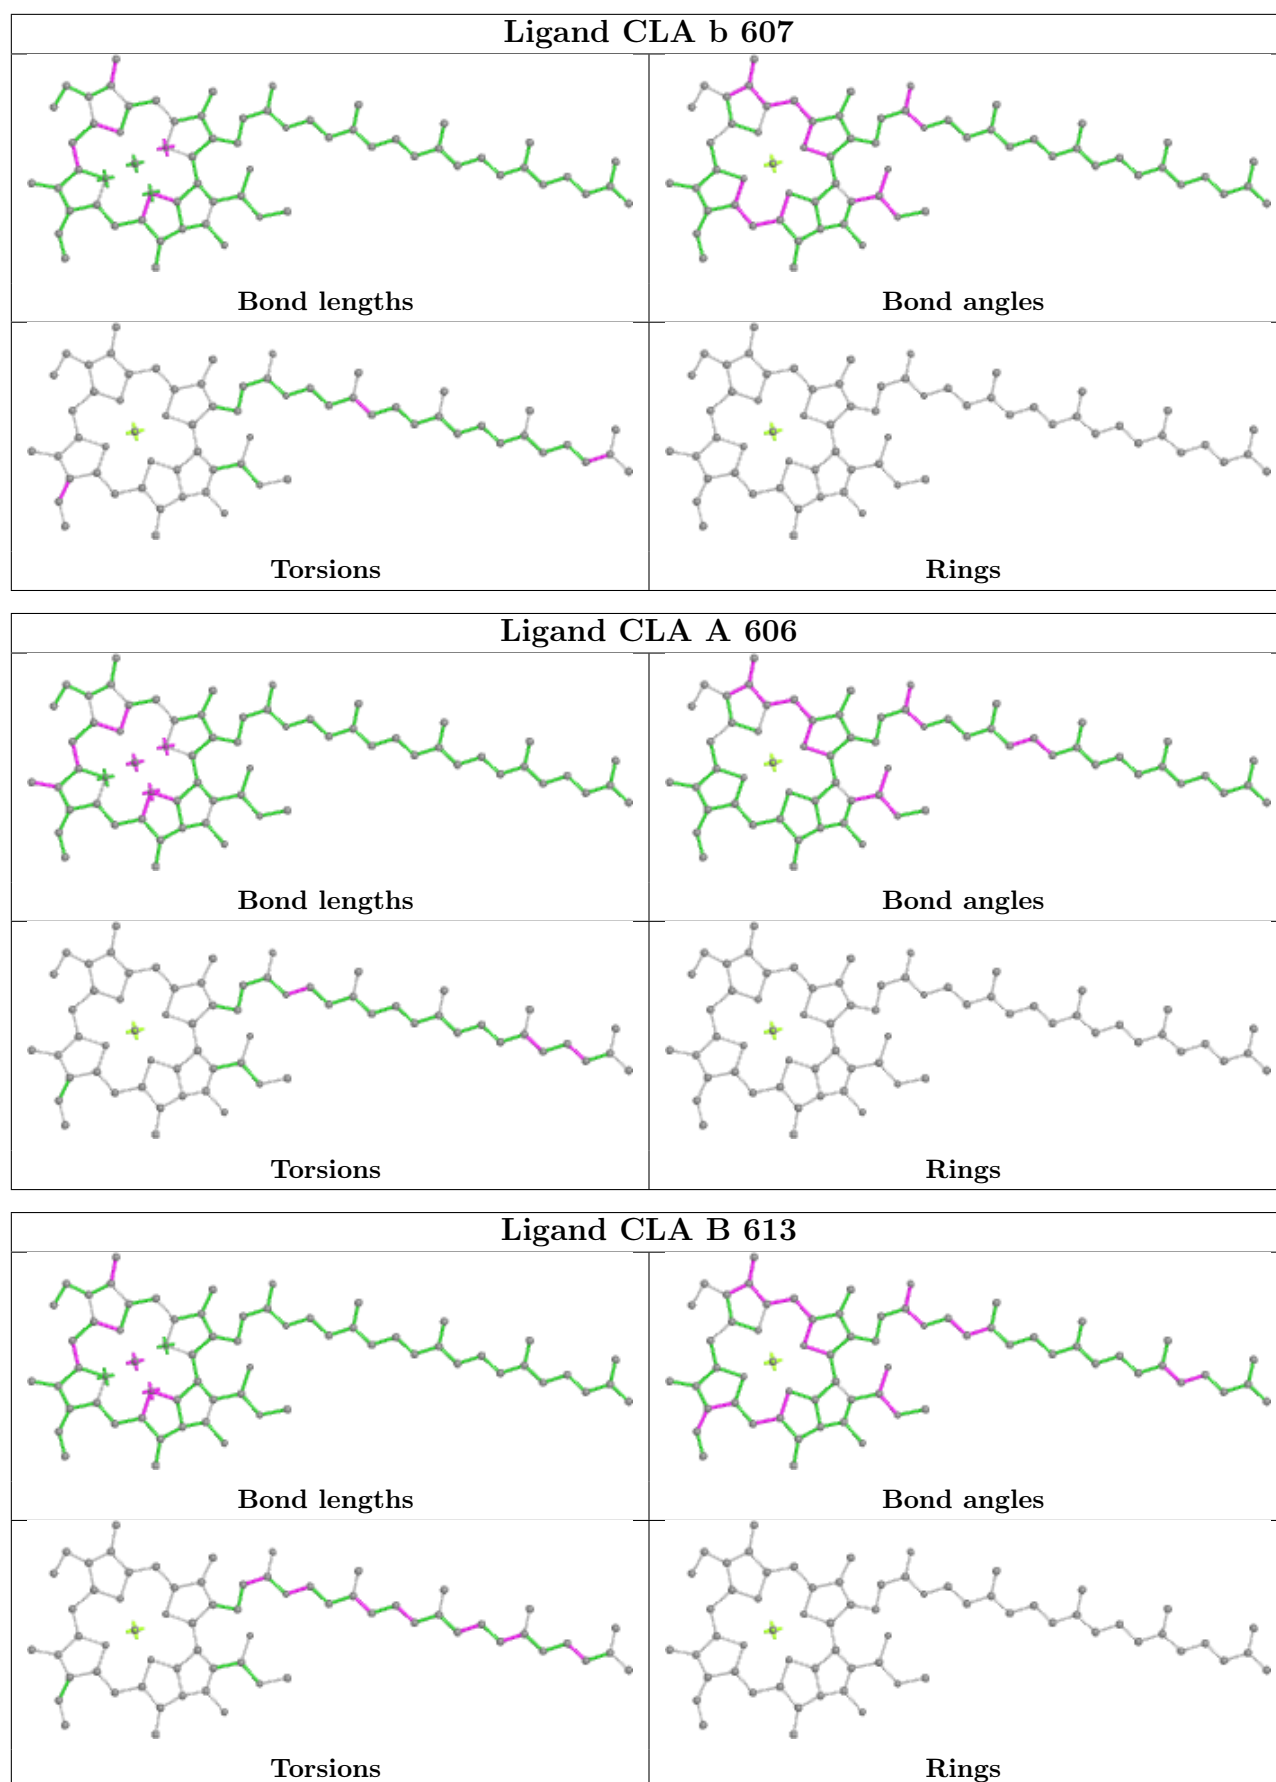 Ligand CLA b 607
Bond lengths
Bond angles
Torsions
Rings
Ligand CLA A 606
Bond lengths
Bond angles
Torsions
Rings
Ligand CLA B 613
Bond lengths
Bond angles
Torsions
Rings